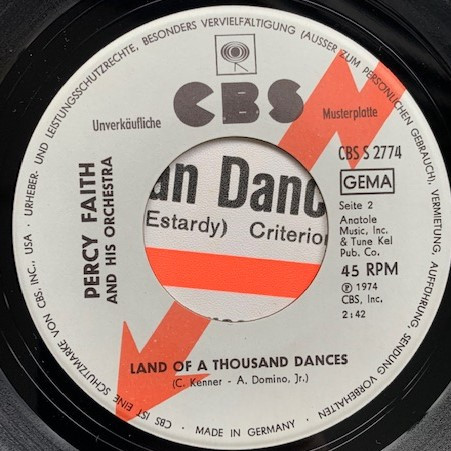 URHEBER- UND LEISTUNGSSCHUTZRECHTE, BESONDERS VERVIELFÄLTIGUNG (AUSSER ZUM PERSÖNLICHEN GEBRAUCH), VERMIETUNG, AUFFÜHRUNG, SENDUNG VORBEHALTEN
CBS
Unverkäufliche
Musterplatte
CBS S 2774
GEMA
Seite 2
Anatole
Music, Inc.
& Tune Kel
Pub. Co.
45 RPM
℗ 1974
CBS, Inc.
2:42
PERCY FAITH
AND HIS ORCHESTRA
an Danc
Estardy) Criterio
LAND OF A THOUSAND DANCES
(C. Kenner - A. Domino, Jr.)
CBS IST EINE SCHUTZMARKE VON CBS, INC., USA •
• MADE IN GERMANY •